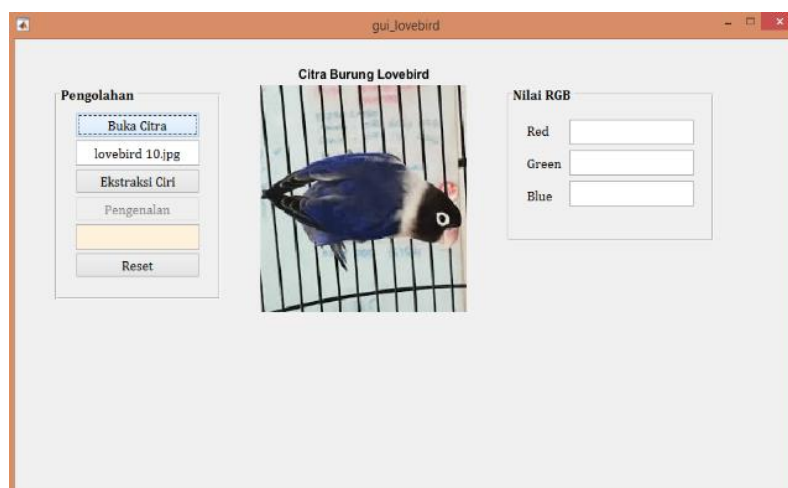 gui_lovebird
Pengolahan
Buka Citra
lovebird 10.jpg
Ekstraksi Ciri
Pengenalan
Reset
Citra Burung Lovebird
Nilai RGB
Red
Green
Blue